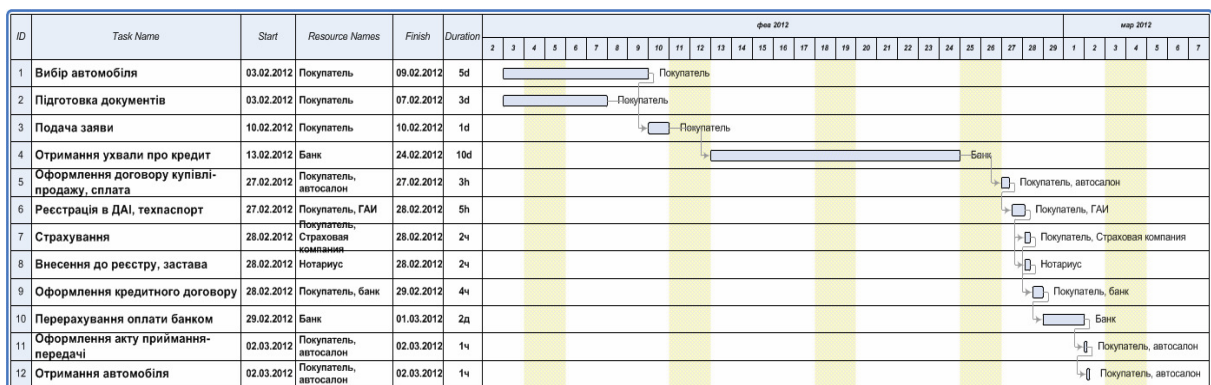 ID Task Name Start Resource Names Finish Duration фев 2012 мар 2012
2 3 4 5 6 7 8 9 10 11 12 13 14 15 16 17 18 19 20 21 22 23 24 25 26 27 28 29 1 2 3 4 5 6 7
1 Вибір автомобіля 03.02.2012 Покупатель 09.02.2012 5d Покупатель
2 Підготовка документів 03.02.2012 Покупатель 07.02.2012 3d Покупатель
3 Подача заяви 10.02.2012 Покупатель 10.02.2012 1d Покупатель
4 Отримання ухвали про кредит 13.02.2012 Банк 24.02.2012 10d Банк
5 Оформлення договору купівлі-
продажу, сплата 27.02.2012 Покупатель,
автосалон 27.02.2012 3h Покупатель, автосалон
6 Реєстрація в ДАІ, техпаспорт 27.02.2012 Покупатель, ГАИ 28.02.2012 5h Покупатель, ГАИ
7 Страхування 28.02.2012 Покупатель,
Страховая
компания 28.02.2012 2ч Покупатель, Страховая компания
8 Внесення до реєстру, застава 28.02.2012 Нотариус 28.02.2012 2ч Нотариус
9 Оформлення кредитного договору 28.02.2012 Покупатель, банк 29.02.2012 4ч Покупатель, банк
10 Перерахування оплати банком 29.02.2012 Банк 01.03.2012 2д Банк
11 Оформлення акту приймання-
передачі 02.03.2012 Покупатель,
автосалон 02.03.2012 1ч Покупатель, автосалон
12 Отримання автомобіля 02.03.2012 Покупатель,
автосалон 02.03.2012 1ч Покупатель, автосалон